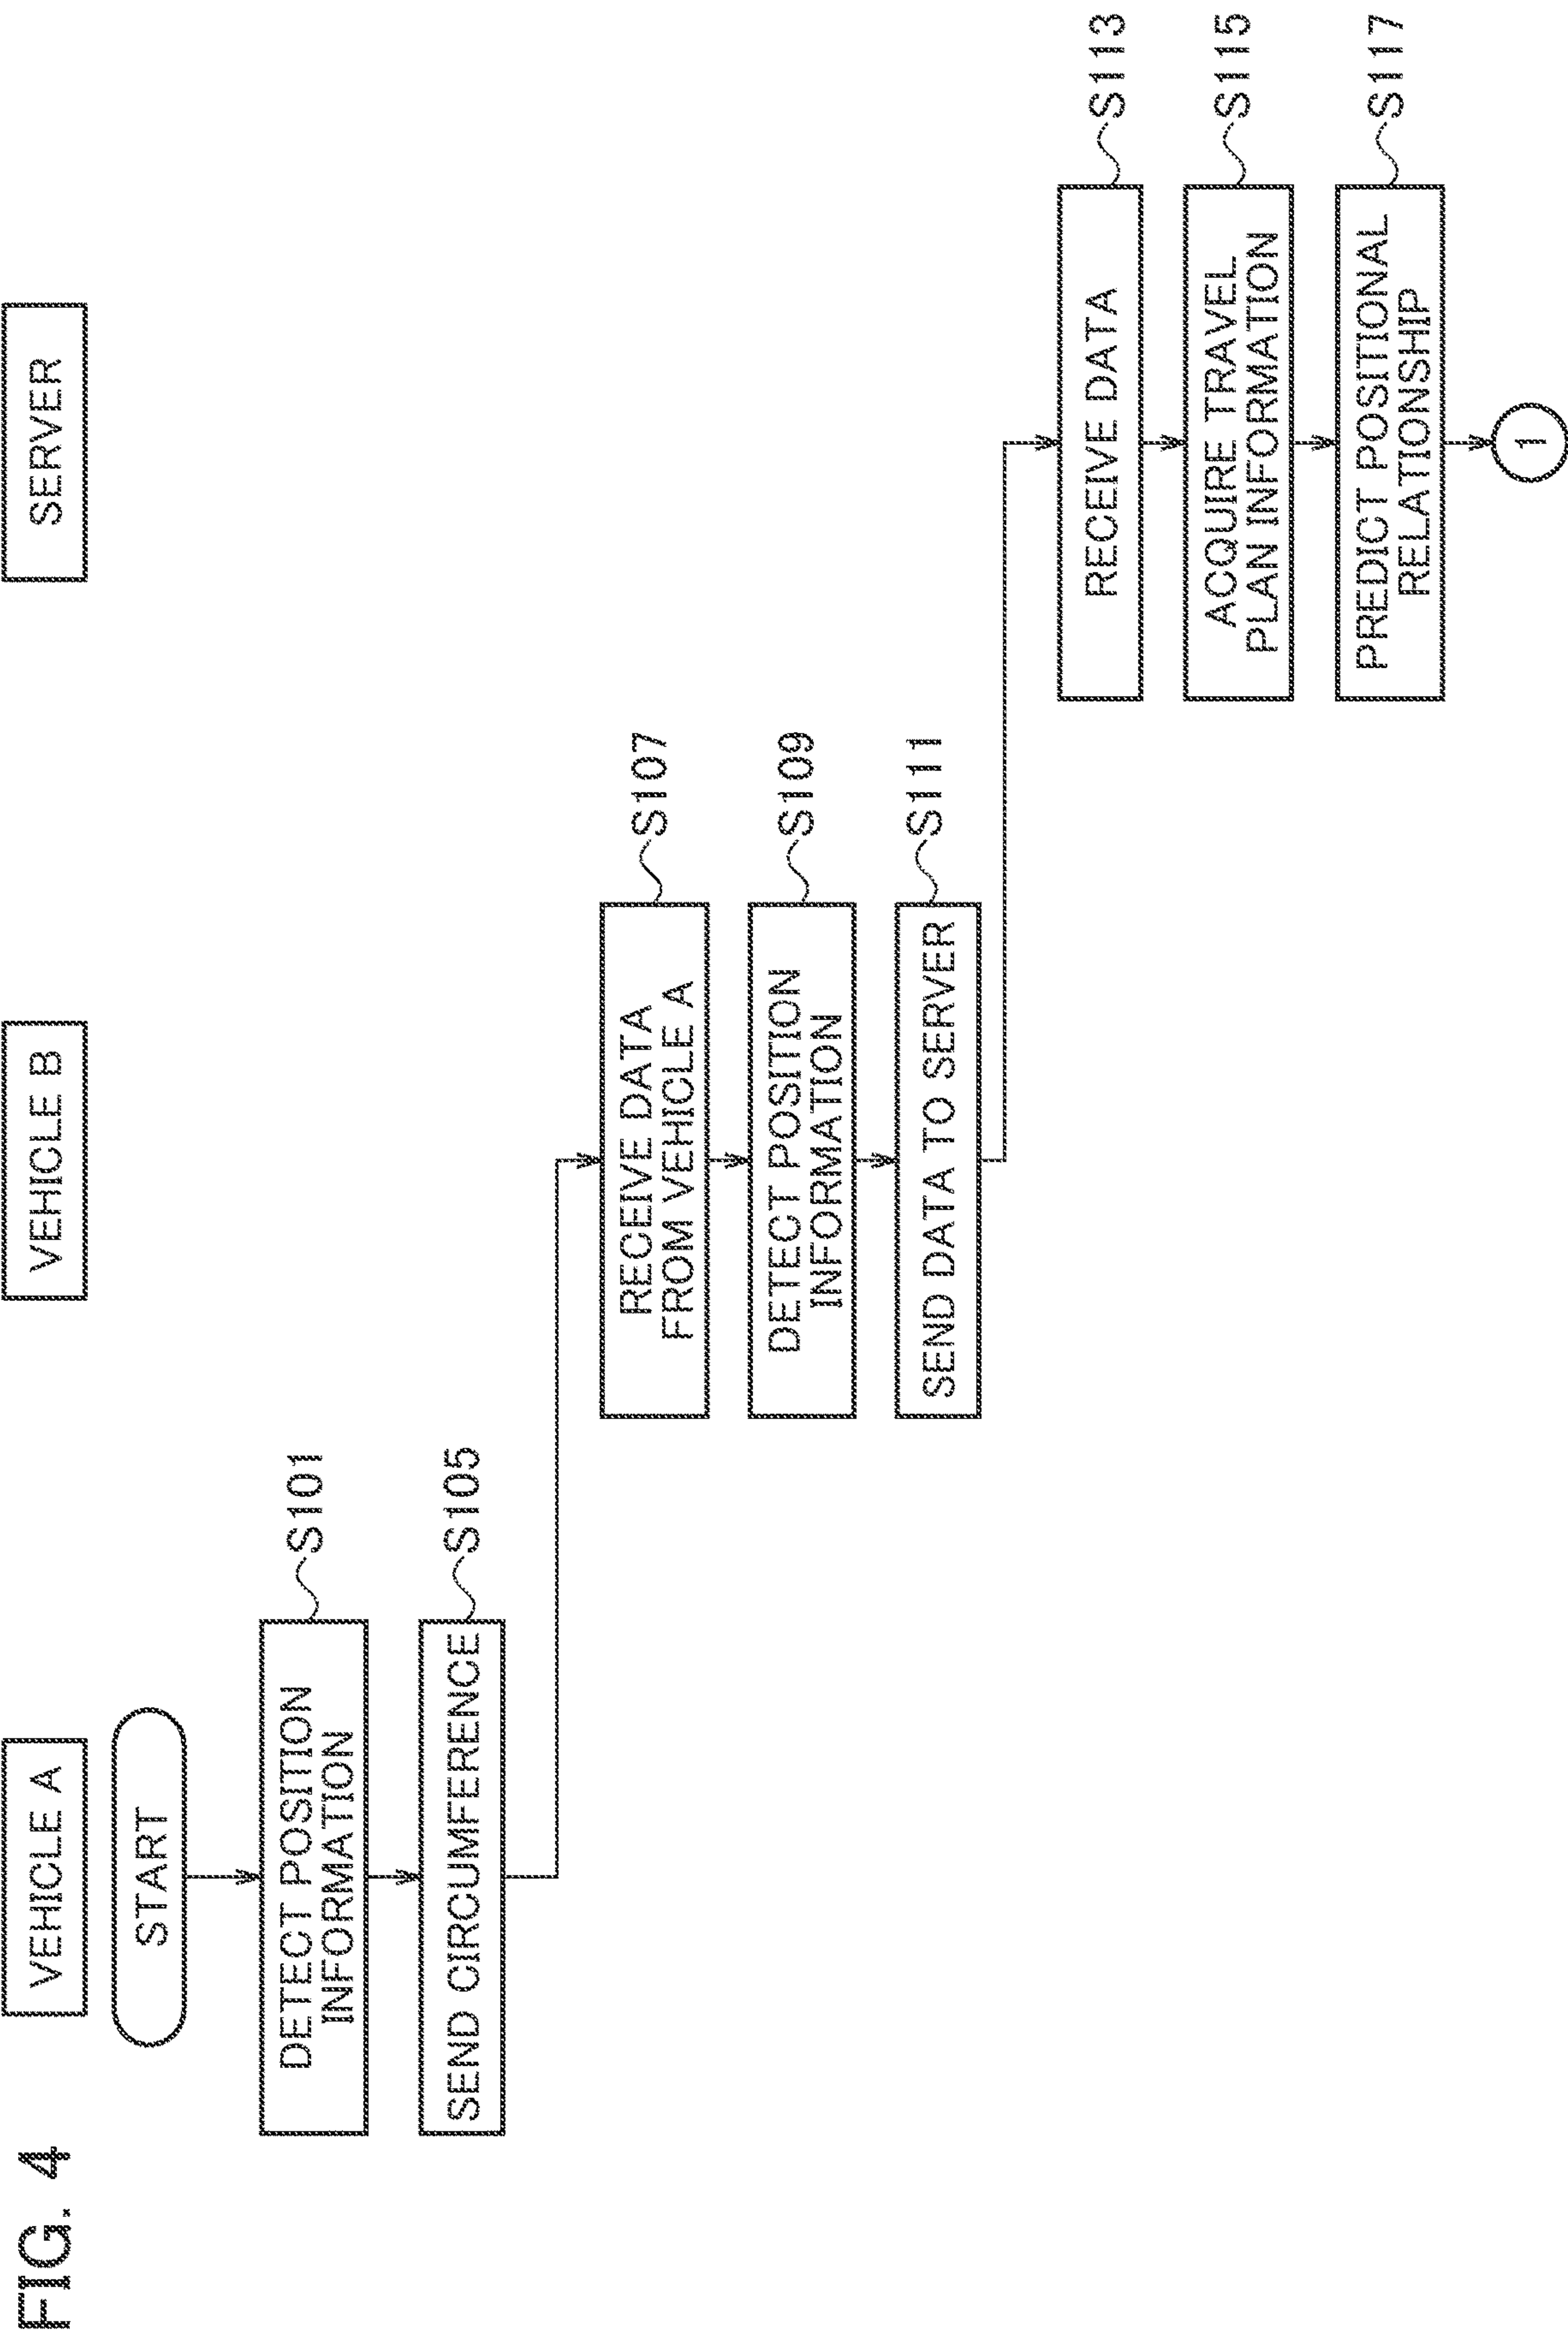 FIG. 4
VEHICLE A
VEHICLE B
SERVER
START
DETECT POSITION
INFORMATION
S101
SEND CIRCUMFERENCE
S105
RECEIVE DATA
FROM VEHICLE A
S107
DETECT POSITION
INFORMATION
S109
SEND DATA TO SERVER
S111
RECEIVE DATA
S113
ACQUIRE TRAVEL
PLAN INFORMATION
S115
PREDICT POSITIONAL
RELATIONSHIP
S117
1